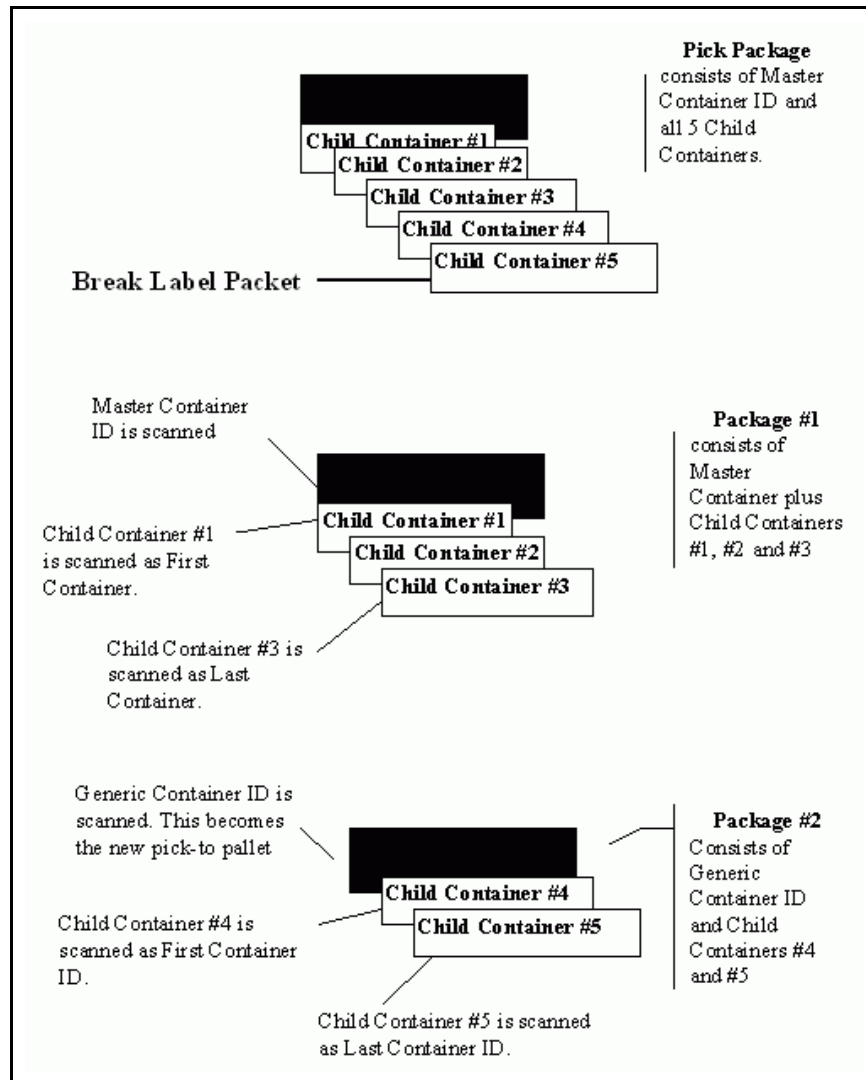 Pick Package
consists of Master
Container ID and
all 5 Child
Containers.
Child Container #1
Child Container #2
Child Container #3
Child Container #4
Child Container #5
Break Label Packet
Master Container
ID is scanned
Package #1
consists of
Master
Container plus
Child Containers
#1, #2 and #3
Child Container #1
Child Container #2
Child Container #3
Child Container #1
is scanned as First
Container.
Child Container #3 is
scanned as Last
Container.
Generic Container ID is
scanned. This becomes
the new pick-to pallet
Package #2
Consists of
Generic
Container ID
and Child
Containers #4
and #5
Child Container #4
Child Container #5
Child Container #4 is
scanned as First Container
ID.
Child Container #5 is scanned
as Last Container ID.